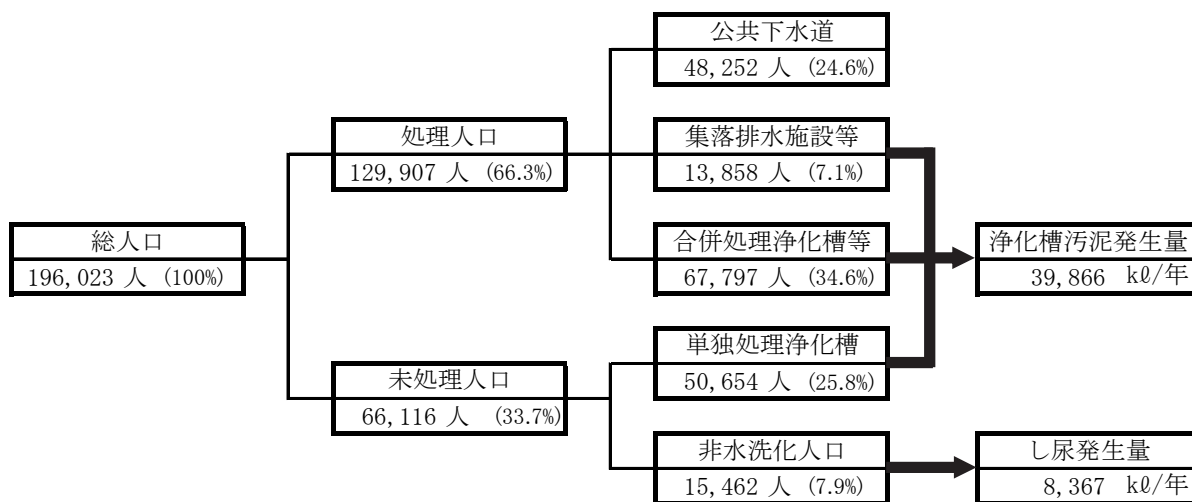 総人口
196,023 人 (100%)
処理人口
129,907 人 (66.3%)
未処理人口
66,116 人 (33.7%)
公共下水道
48,252 人 (24.6%)
集落排水施設等
13,858 人 (7.1%)
合併処理浄化槽等
67,797 人 (34.6%)
単独処理浄化槽
50,654 人 (25.8%)
非水洗化人口
15,462 人 (7.9%)
浄化槽汚泥発生量
39,866 kℓ/年
し尿発生量
8,367 kℓ/年